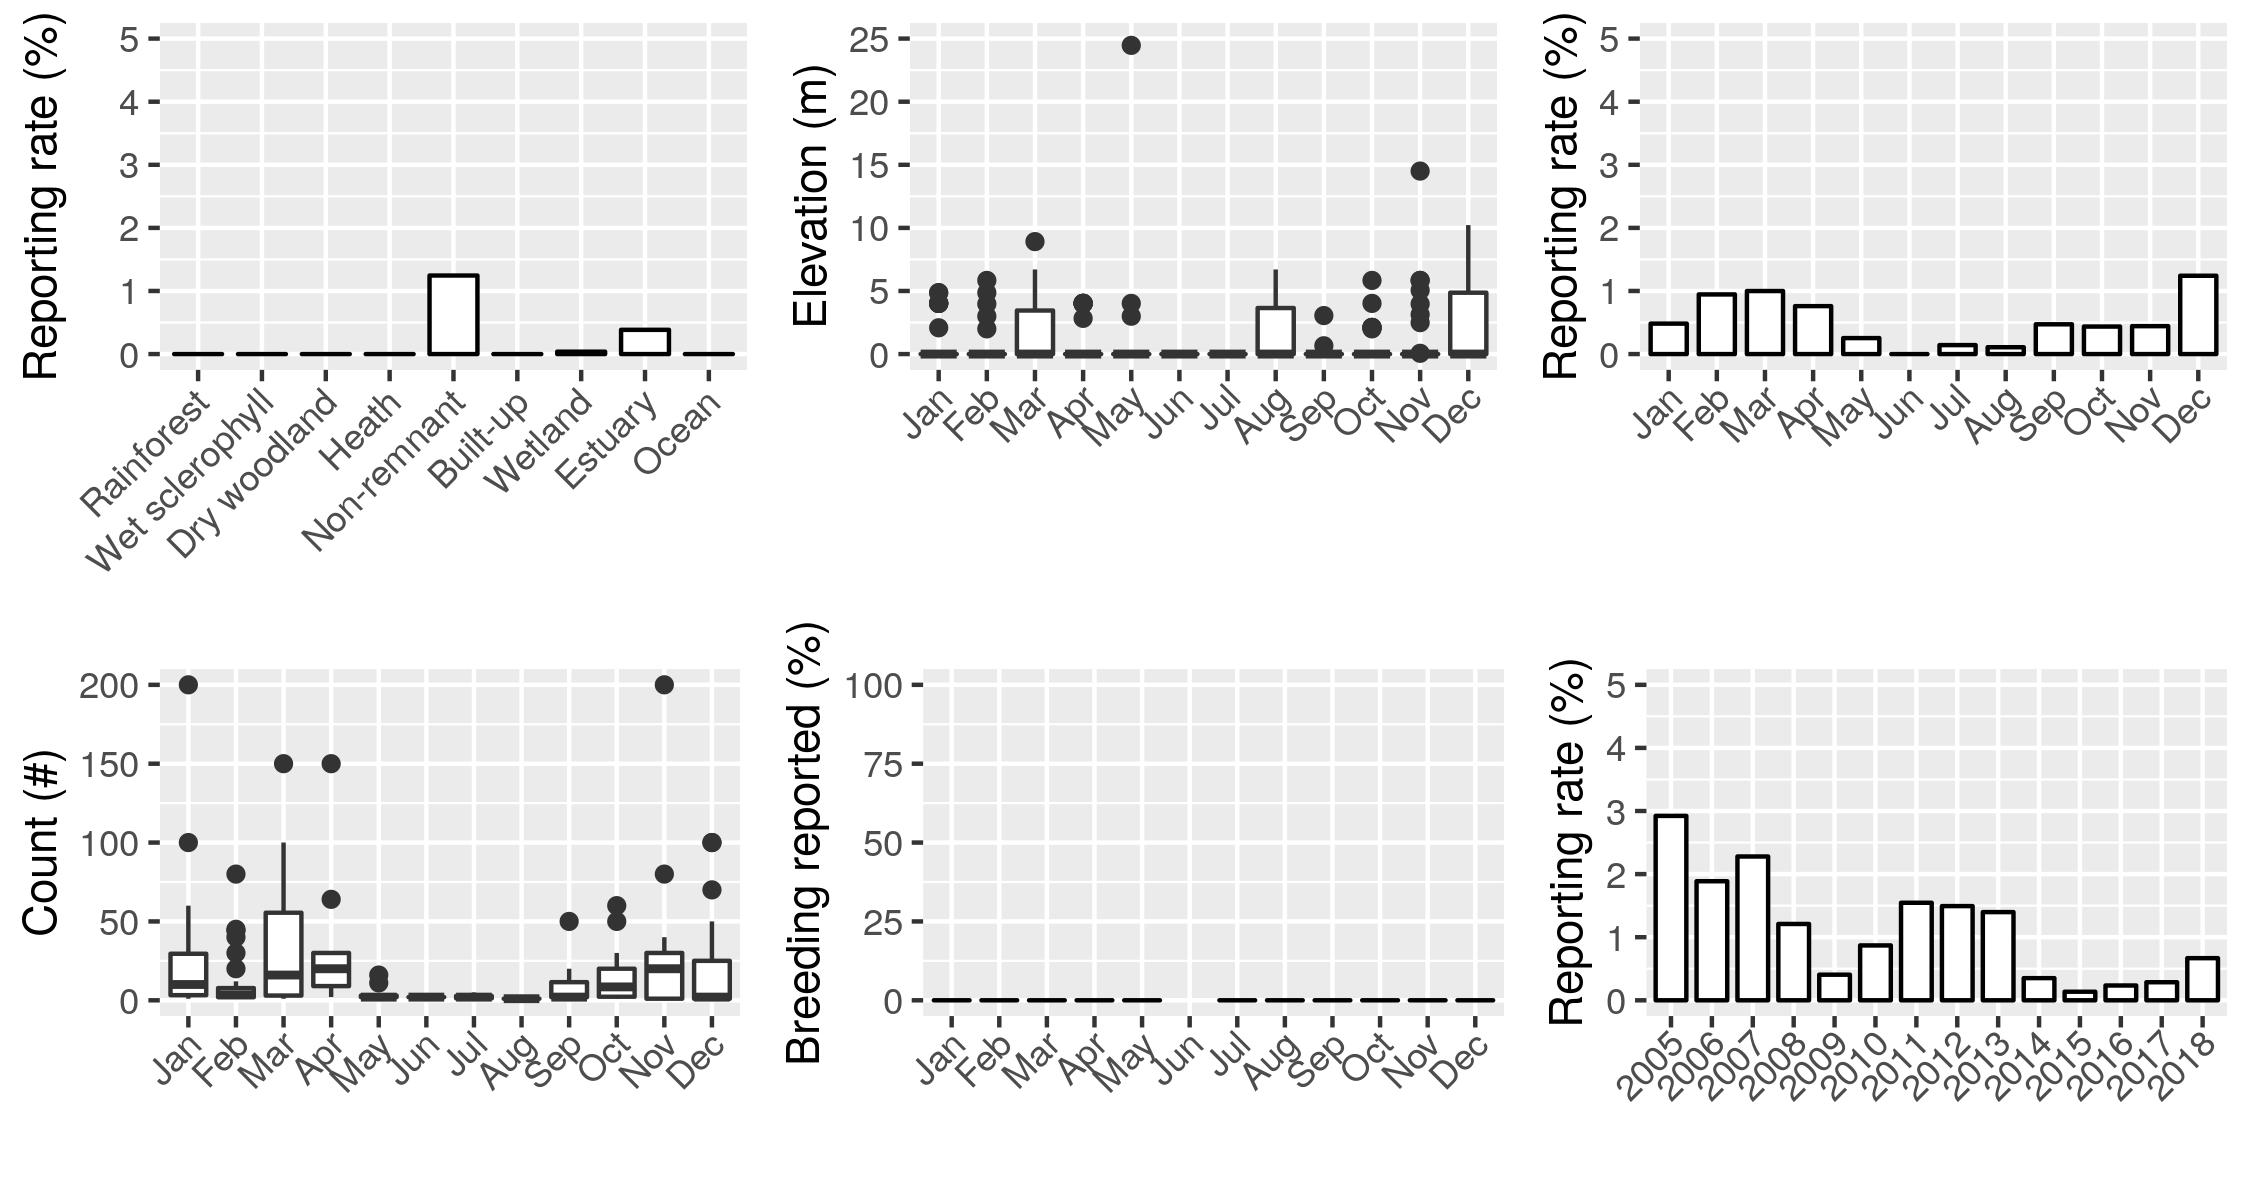 Reporting rate (%)
5
4
3
2
1
0
Rainforest
Wet sclerophyll
Dry woodland
Heath
Non-remnant
Built-up
Wetland
Estuary
Ocean
Elevation (m)
25
20
15
10
5
0
Jan
Feb
Mar
Apr
May
Jun
Jul
Aug
Sep
Oct
Nov
Dec
Reporting rate (%)
5
4
3
2
1
0
Jan
Feb
Mar
Apr
May
Jun
Jul
Aug
Sep
Oct
Nov
Dec
Count (#)
200
150
100
50
0
Jan
Feb
Mar
Apr
May
Jun
Jul
Aug
Sep
Oct
Nov
Dec
Breeding reported (%)
100
75
50
25
0
Jan
Feb
Mar
Apr
May
Jun
Jul
Aug
Sep
Oct
Nov
Dec
Reporting rate (%)
5
4
3
2
1
0
2005
2006
2007
2008
2009
2010
2011
2012
2013
2014
2015
2016
2017
2018